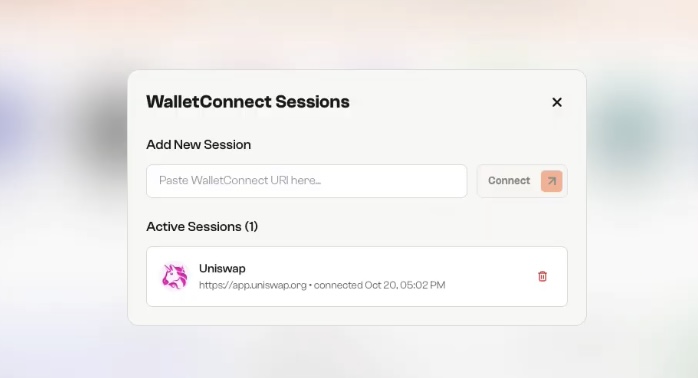 WalletConnect Sessions
Add New Session
Paste WalletConnect URI here...
Connect
Active Sessions (1)
Uniswap
https://app.uniswap.org • connected Oct 20, 05:02 PM